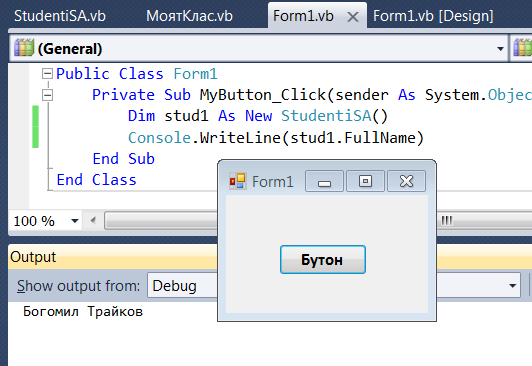 StudentiSA.vb МоятКлас.vb Form1.vb Form1.vb [Design]
(General)
Public Class Form1
Private Sub MyButton_Click(sender As System.Objec
Dim stud1 As New StudentiSA()
Console.WriteLine(stud1.FullName)
End Sub
End Class
Form1
Бутон
100 %
Output
Show output from: Debug
Богомил Трайков